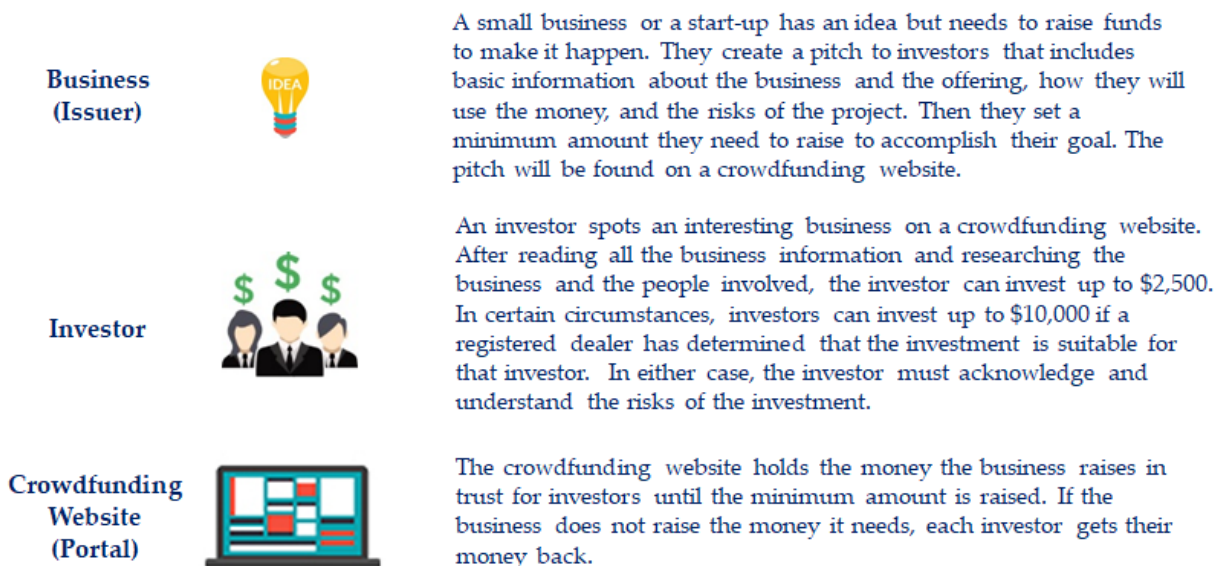 Business
(Issuer)
IDEA
A small business or a start-up has an idea but needs to raise funds
to make it happen. They create a pitch to investors that includes
basic information about the business and the offering, how they will
use the money, and the risks of the project. Then they set a
minimum amount they need to raise to accomplish their goal. The
pitch will be found on a crowdfunding website.
Investor
$ $ $
An investor spots an interesting business on a crowdfunding website.
After reading all the business information and researching the
business and the people involved, the investor can invest up to $2,500.
In certain circumstances, investors can invest up to $10,000 if a
registered dealer has determined that the investment is suitable for
that investor. In either case, the investor must acknowledge and
understand the risks of the investment.
Crowdfunding
Website
(Portal)
The crowdfunding website holds the money the business raises in
trust for investors until the minimum amount is raised. If the
business does not raise the money it needs, each investor gets their
money back.